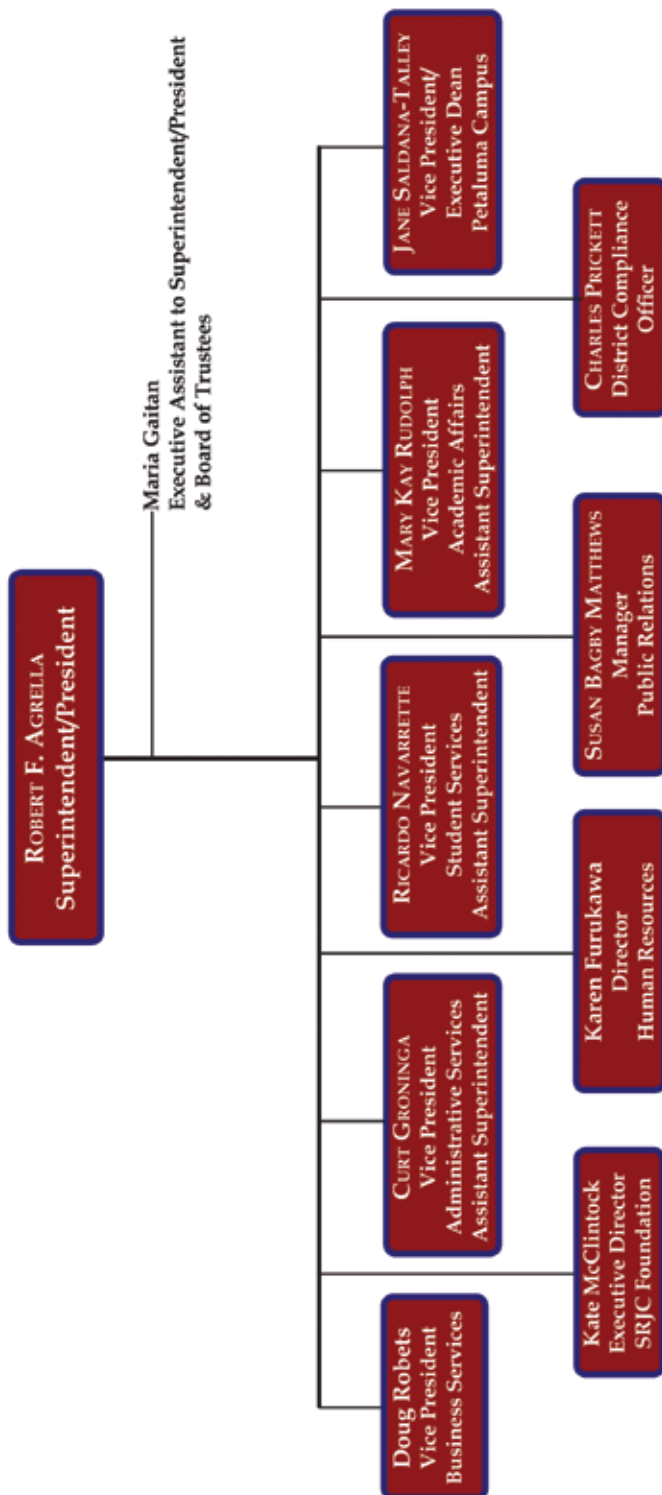 ROBERT F. AGRELLA
Superintendent/President
Maria Gaitan
Executive Assistant to Superintendent/President
& Board of Trustees
Doug Robets
Vice President
Business Services
CURT GRONINGA
Vice President
Administrative Services
Assistant Superintendent
RICARDO NAVARRETTE
Vice President
Student Services
Assistant Superintendent
MARY KAY RUDOLPH
Vice President
Academic Affairs
Assistant Superintendent
JANE SALDANA-TALLEY
Vice President/
Executive Dean
Petaluma Campus
Kate McClintock
Executive Director
SRJC Foundation
Karen Furukawa
Director
Human Resources
SUSAN BAGBY MATTHEWS
Manager
Public Relations
CHARLES PRICKETT
District Compliance
Officer